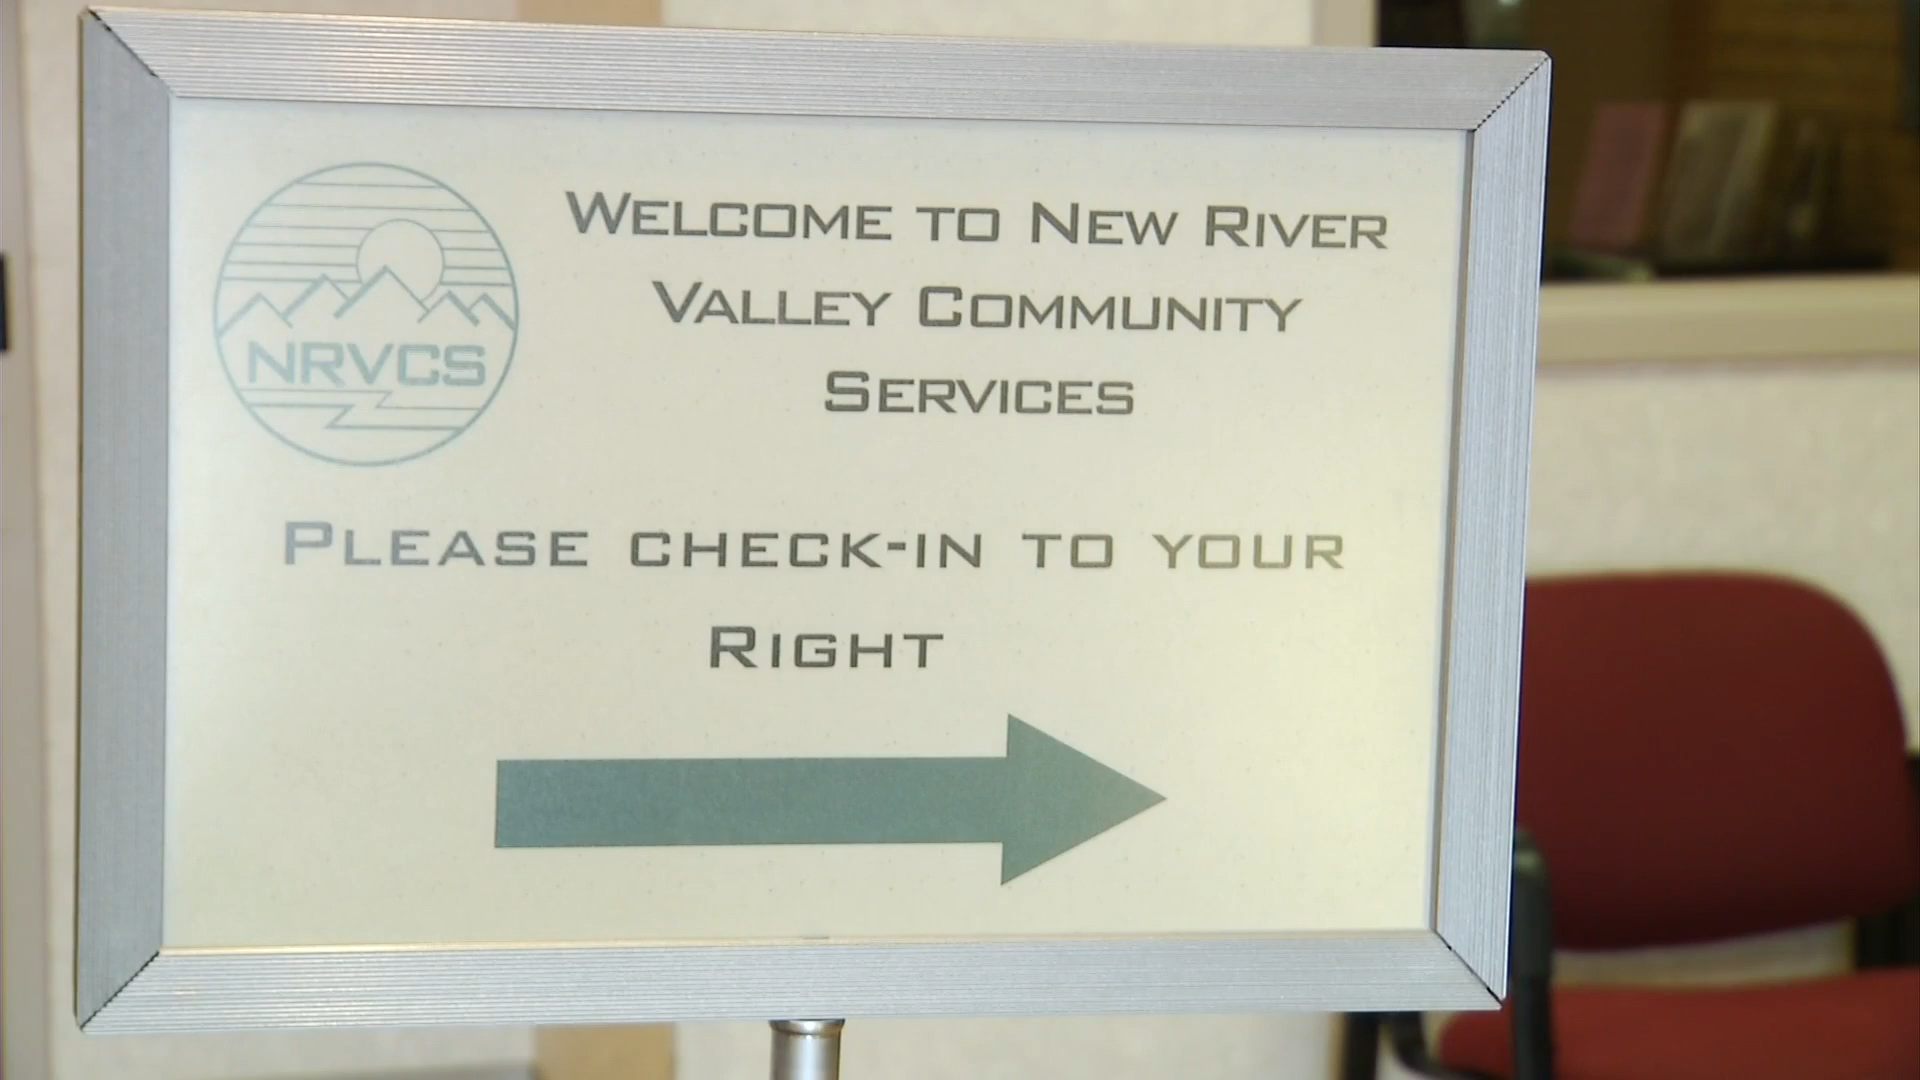 Welcome to New River
Valley Community
Services
NRVCS
Please check-in to your
Right